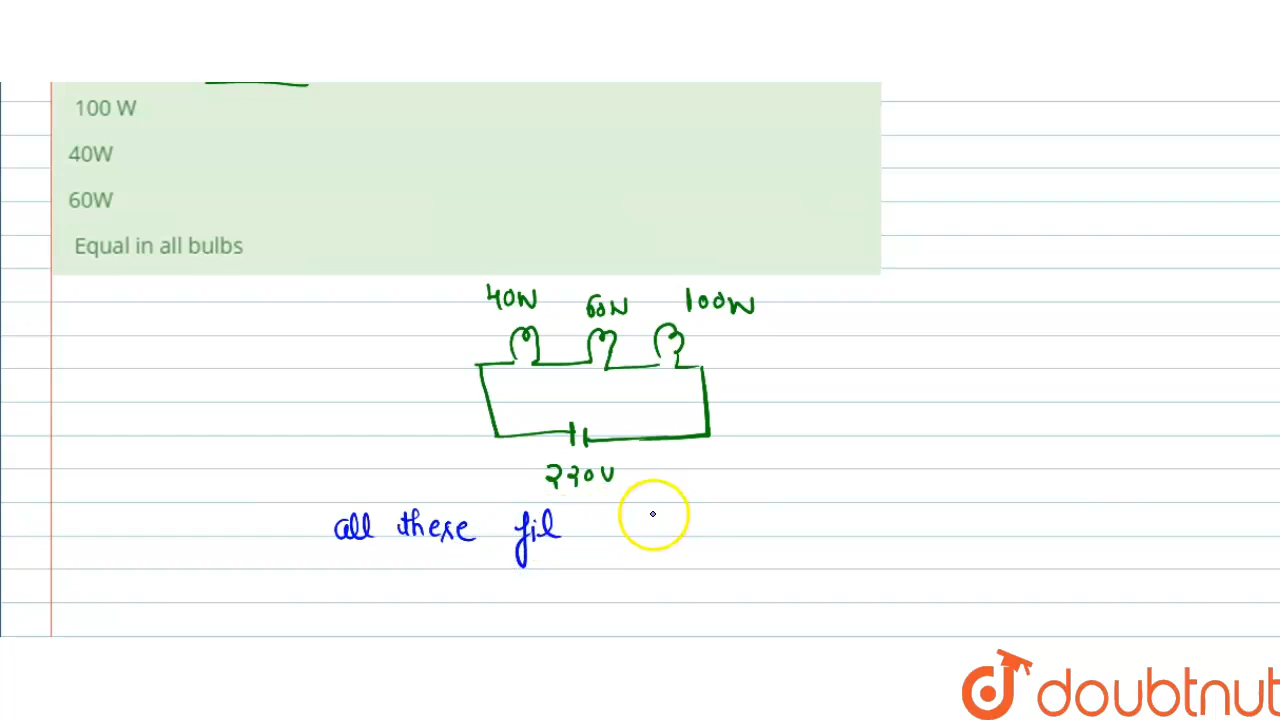 100 W
40W
60W
Equal in all bulbs
40W 60W 100W
220V
all these fil
doubtnut